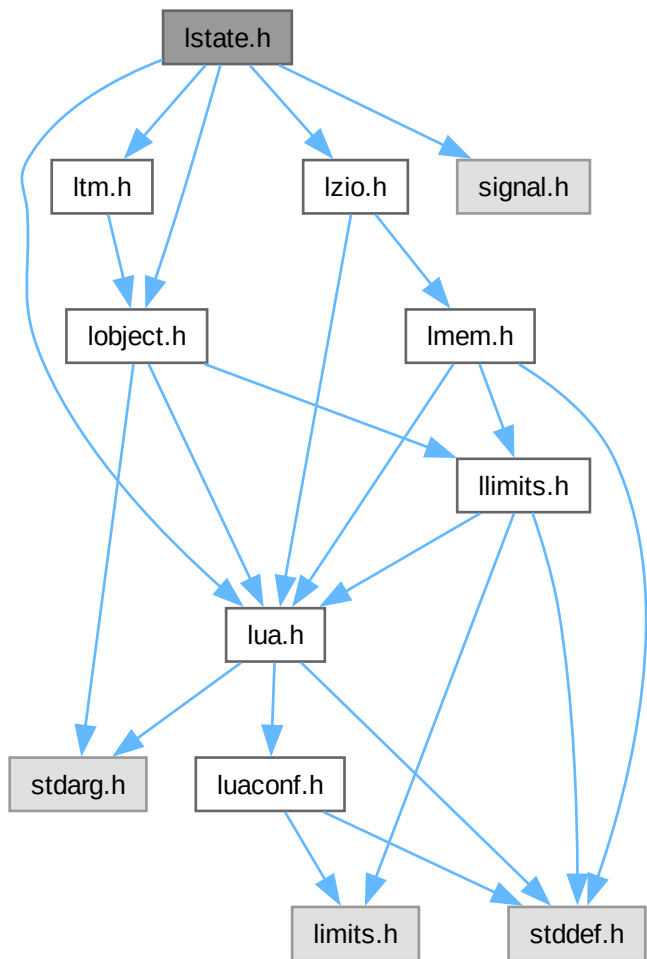 lstate.h
ltm.h
lzio.h
signal.h
lobject.h
lmem.h
llimits.h
lua.h
stdarg.h
luaconf.h
limits.h
stddef.h